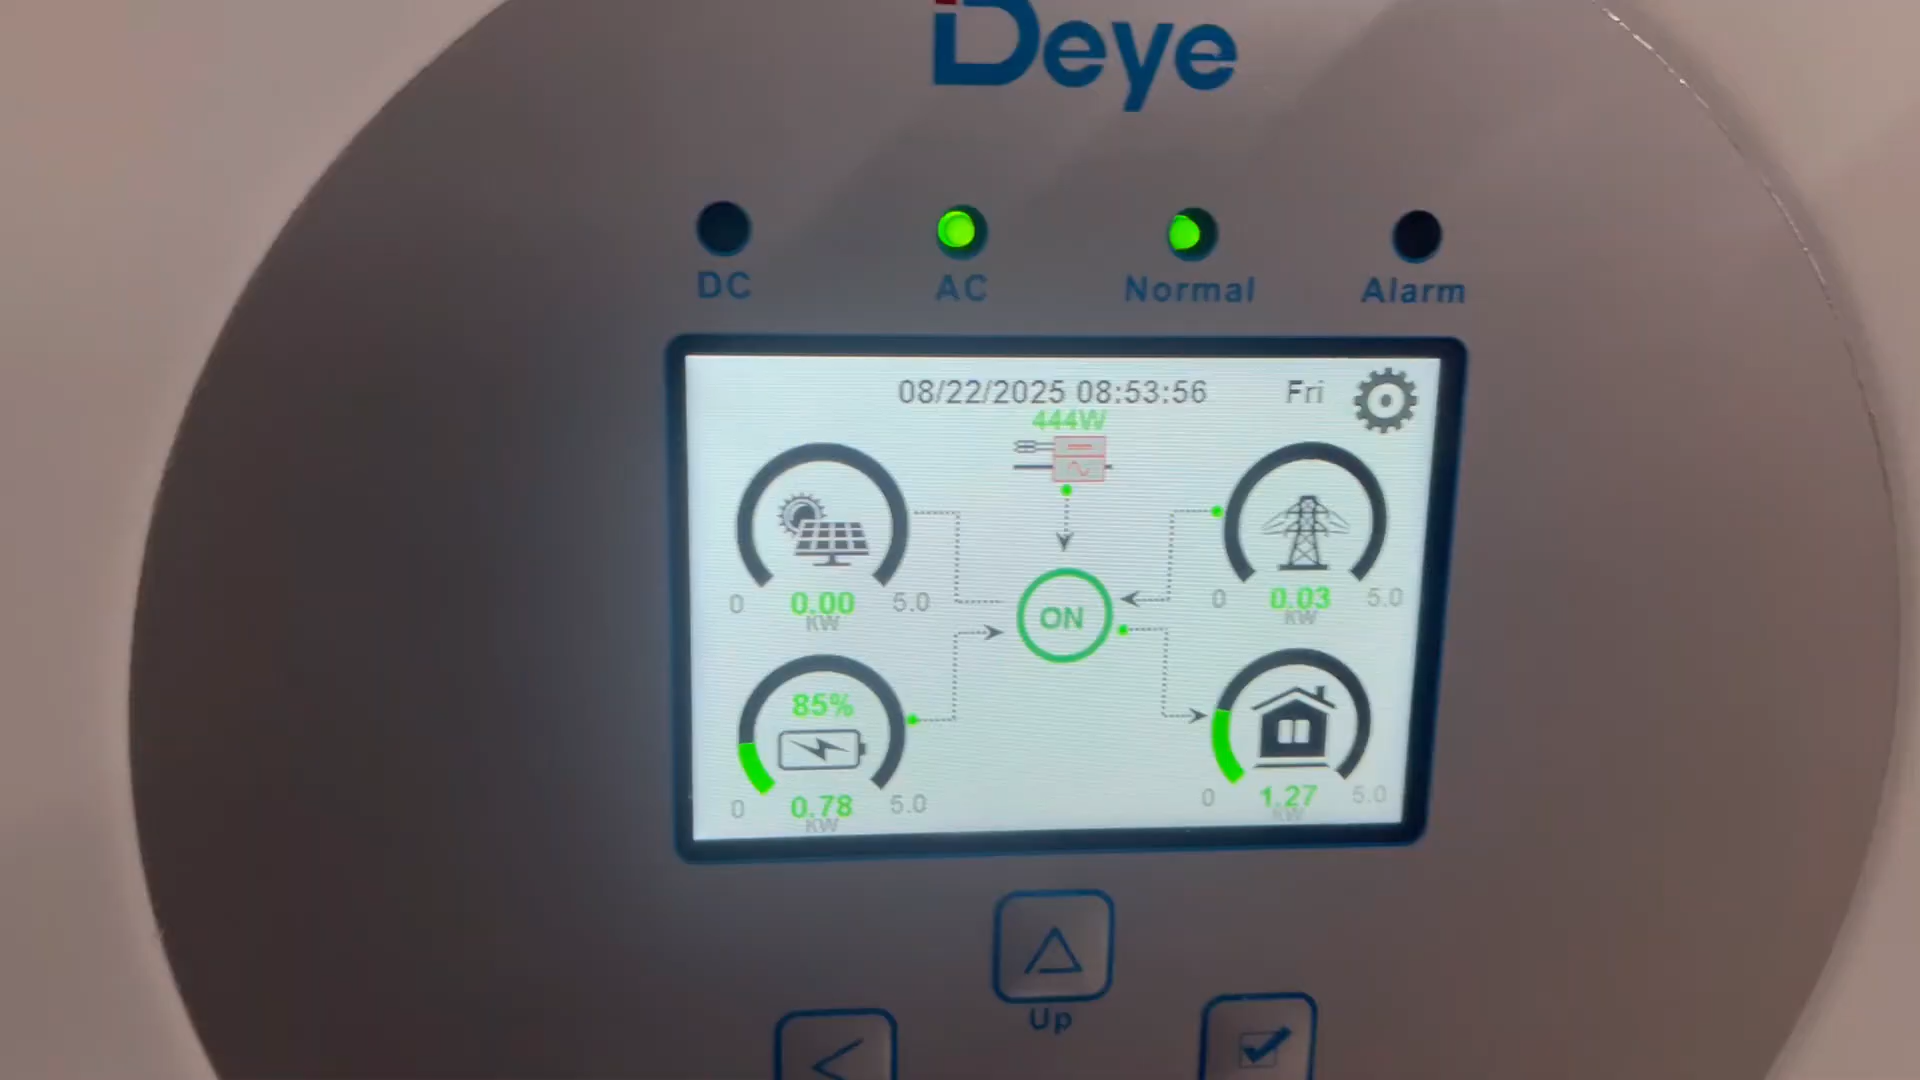 Deye
DC AC Normal Alarm
08/22/2025 08:53:56 Fri
444W
0 0.00 5.0
KW
0 0.03 5.0
KW
ON
85%
0 0.78 5.0
KW
0 1.27 5.0
KW
Up